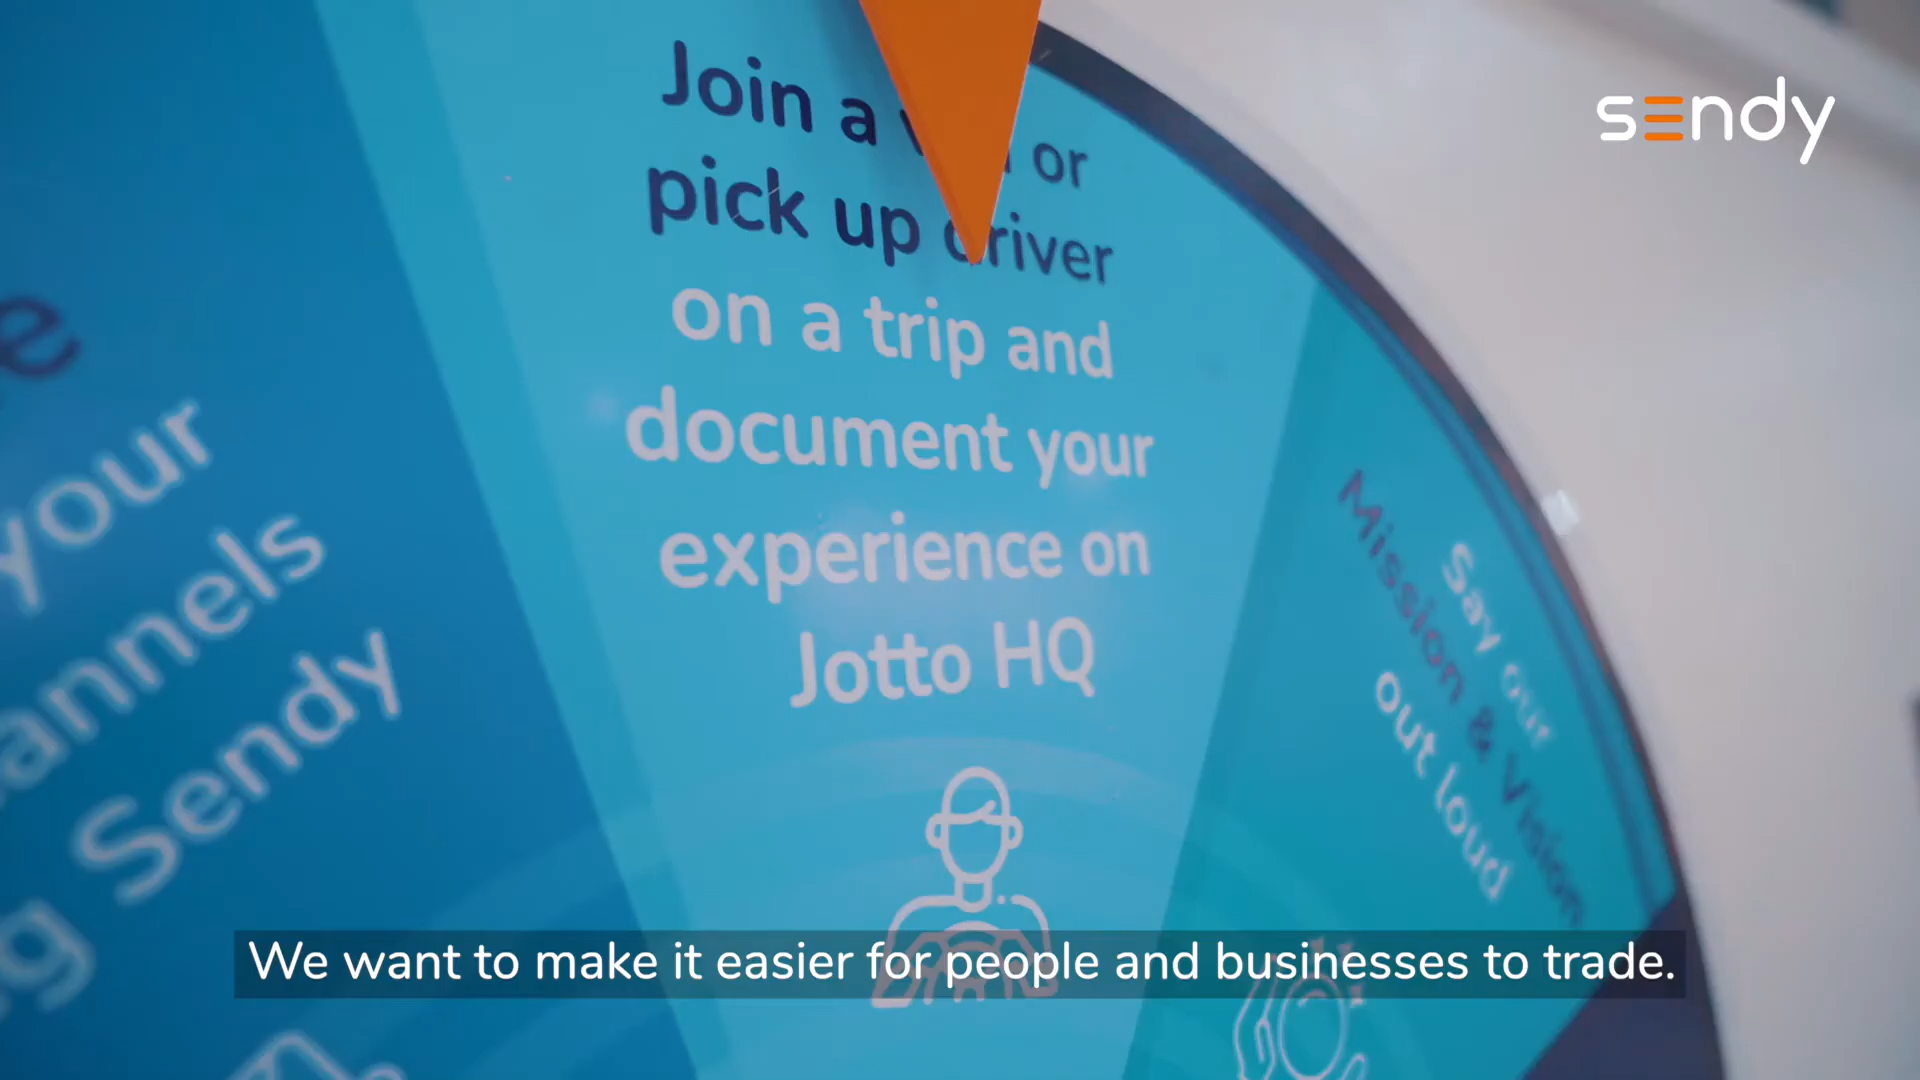 sendy
Join a or
pick up driver
on a trip and
document your
experience on
Jotto HQ
e
your
annels
Sendy
g
Say our
Mission & Vision
out loud
We want to make it easier for people and businesses to trade.